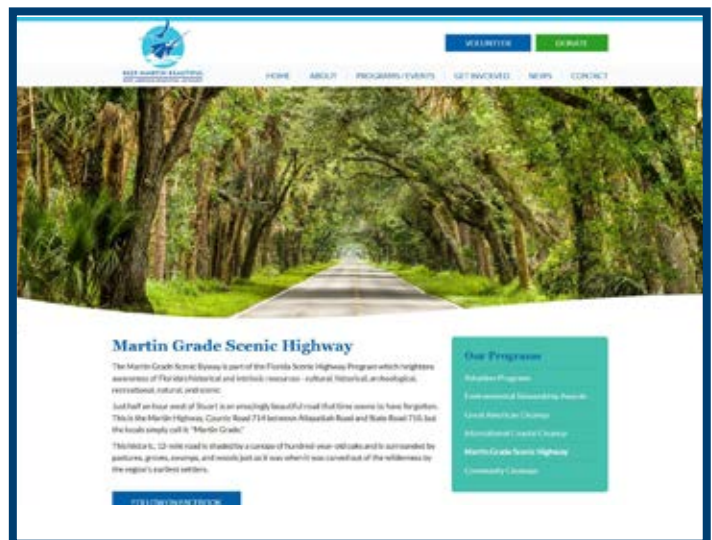 KEEP MARTIN BEAUTIFUL
VOLUNTEER
DONATE
HOME
ABOUT
PROGRAMS / EVENTS
GET INVOLVED
NEWS
CONTACT
Martin Grade Scenic Highway
The Martin Grade Scenic Byway is part of the Florida Scenic Highway Program which heightens
awareness of Florida's historical and intrinsic resources - cultural, historical, archeological,
recreational, natural, and scenic.
Just half an hour west of Stuart is an amazingly beautiful road that time seems to have forgotten.
This is the Martin Highway, County Road 714 between Allapattah Road and State Road 710, but
the locals simply call it "Martin Grade."
This historic, 12-mile road is shaded by a canopy of hundred-year-old oaks and is surrounded by
pastures, groves, swamps, and woods just as it was when it was carved out of the wilderness by
the region's earliest settlers.
FOLLOW ON FACEBOOK
Our Programs
Adoption Programs
Environmental Stewardship Awards
Great American Cleanup
International Coastal Cleanup
Martin Grade Scenic Highway
Community Cleanups